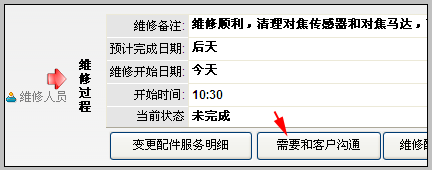 维修备注: 维修顺利，清理对焦传感器和对焦马达，
预计完成日期: 后天
维修开始日期: 今天
开始时间: 10:30
当前状态 未完成
维修过程
维修人员
变更配件服务明细 需要和客户沟通 维修